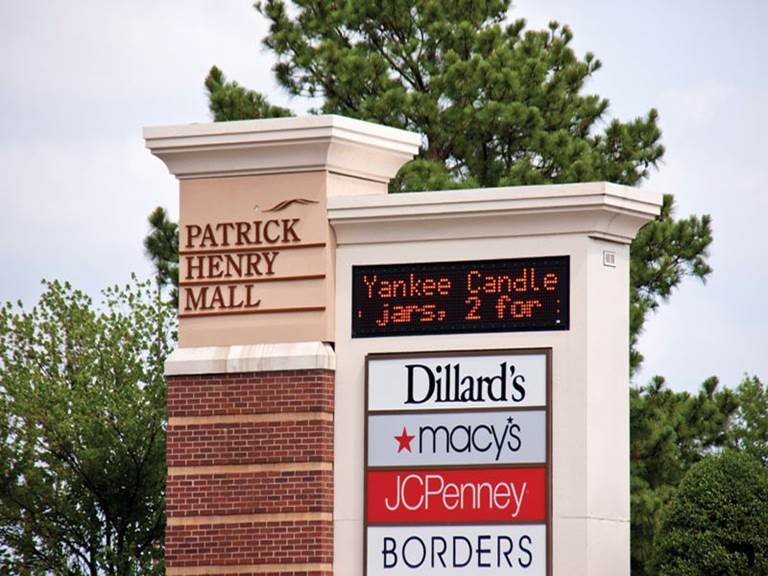 PATRICK
HENRY
MALL
Yankee Candle
jars, 2 for
Dillard's
macy's
JCPenney
BORDERS